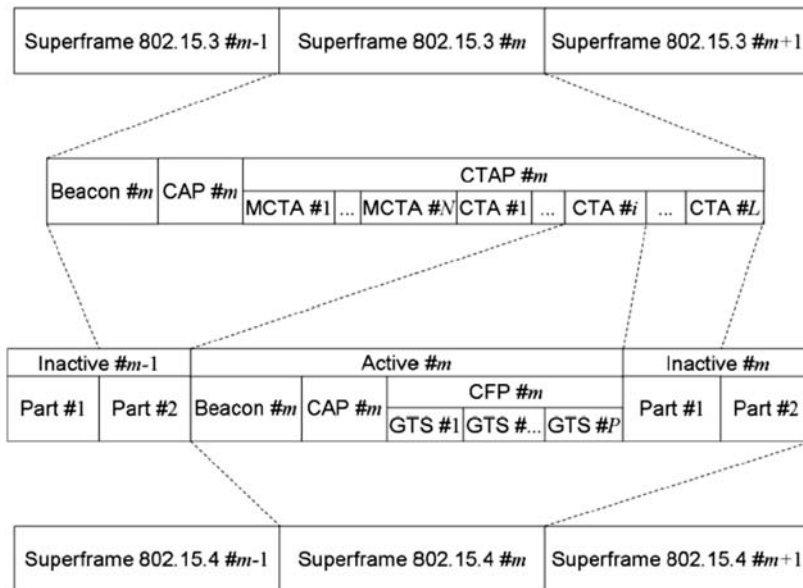 Superframe 802.15.3 #m-1 Superframe 802.15.3 #m Superframe 802.15.3 #m+1
CTAP #m
Beacon #m CAP #m
MCTA #1 ... MCTA #N CTA #1 ... CTA #i ... CTA #L
Inactive #m-1 Active #m Inactive #m
CFP #m
Part #1 Part #2 Beacon #m CAP #m Part #1 Part #2
GTS #1 GTS #... GTS #P
Superframe 802.15.4 #m-1 Superframe 802.15.4 #m Superframe 802.15.4 #m+1